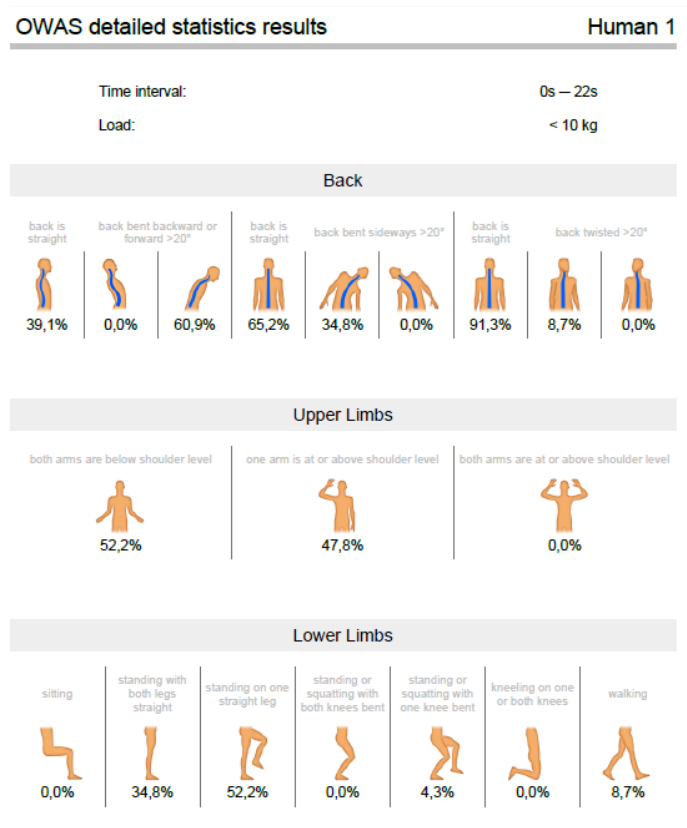 OWAS detailed statistics results Human 1
Time interval: 0s — 22s
Load: < 10 kg
Back
back is
straight
back bent backward or
forward >20°
back is
straight
back bent sideways >20°
back is
straight
back twisted >20°
39,1% 0,0% 60,9% 65,2% 34,8% 0,0% 91,3% 8,7% 0,0%
Upper Limbs
both arms are below shoulder level one arm is at or above shoulder level both arms are at or above shoulder level
52,2% 47,8% 0,0%
Lower Limbs
sitting
standing with
both legs
straight
standing on one
straight leg
standing or
squatting with
both knees bent
standing or
squatting with
one knee bent
kneeling on one
or both knees
walking
0,0% 34,8% 52,2% 0,0% 4,3% 0,0% 8,7%